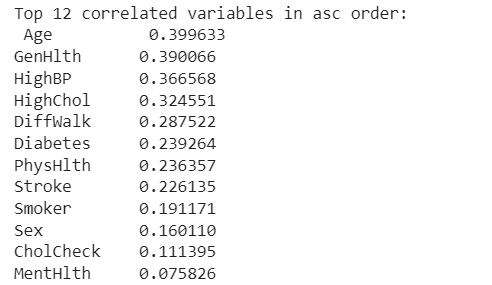 Top 12 correlated variables in asc order:
Age 0.399633
GenHlth 0.390066
HighBP 0.366568
HighChol 0.324551
DiffWalk 0.287522
Diabetes 0.239264
PhysHlth 0.236357
Stroke 0.226135
Smoker 0.191171
Sex 0.160110
CholCheck 0.111395
MentHlth 0.075826